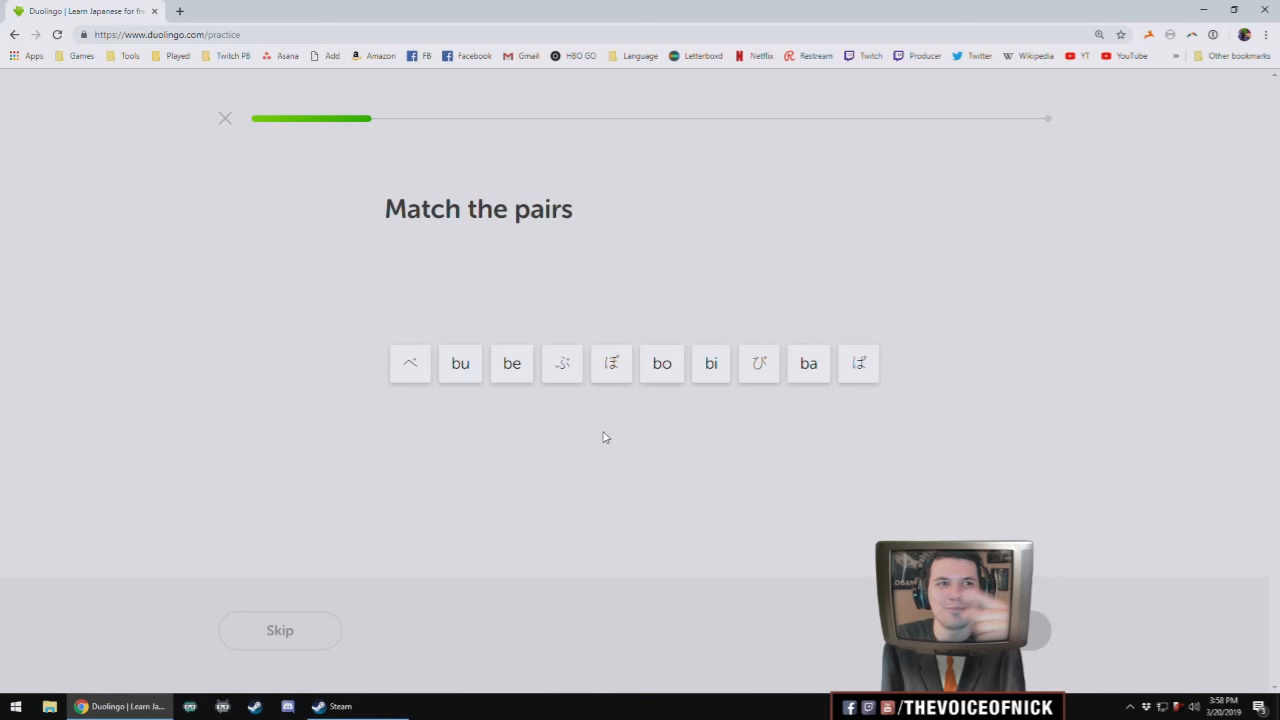 Duolingo | Learn Japanese for fr
https://www.duolingo.com/practice
Apps Games Tools Played Twitch PB Asana Add Amazon FB Facebook Gmail HBO GO Language Letterboxd Netflix Restream Twitch Producer Twitter Wikipedia YT YouTube » Other bookmarks
Match the pairs
べ bu be ぶ ぼ bo bi び ba ば
Skip
/THEVOICEOFNICK
Duolingo | Learn Ja... Steam
3:58 PM
3/20/2019